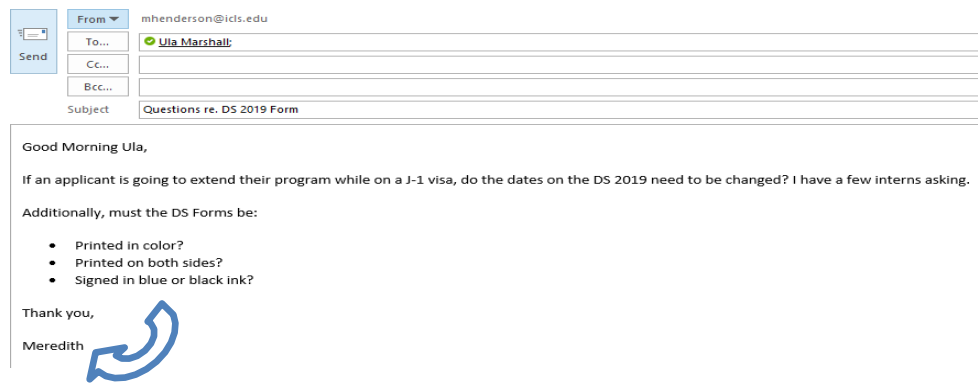 From
mhenderson@icls.edu
To...
Ula Marshall;
Send
Cc...
Bcc...
Subject
Questions re. DS 2019 Form
Good Morning Ula,
If an applicant is going to extend their program while on a J-1 visa, do the dates on the DS 2019 need to be changed? I have a few interns asking.
Additionally, must the DS Forms be:
• Printed in color?
• Printed on both sides?
• Signed in blue or black ink?
Thank you,
Meredith